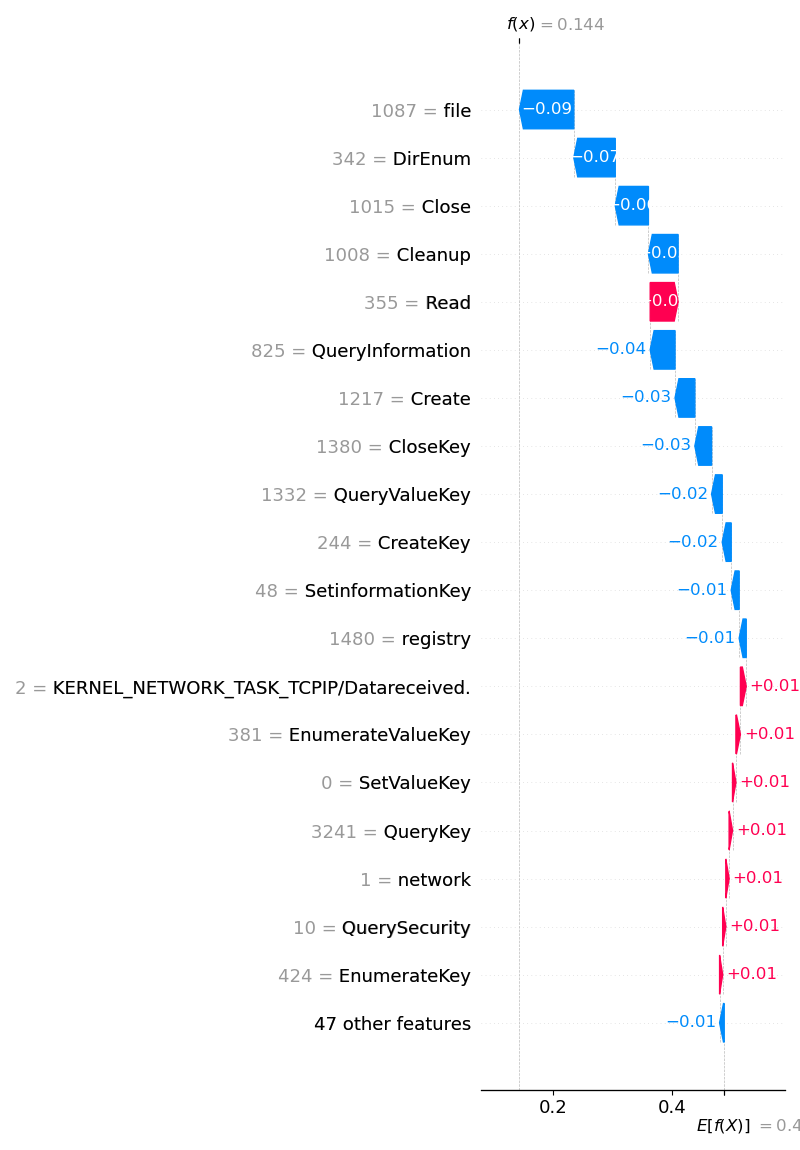 f(x) = 0.144
1087 = file −0.09
342 = DirEnum −0.07
1015 = Close
1008 = Cleanup
355 = Read
825 = QueryInformation −0.04
1217 = Create −0.03
1380 = CloseKey −0.03
1332 = QueryValueKey −0.02
244 = CreateKey −0.02
48 = SetinformationKey −0.01
1480 = registry −0.01
2 = KERNEL_NETWORK_TASK_TCPIP/Datareceived. +0.01
381 = EnumerateValueKey +0.01
0 = SetValueKey +0.01
3241 = QueryKey +0.01
1 = network +0.01
10 = QuerySecurity +0.01
424 = EnumerateKey +0.01
47 other features −0.01
0.2 0.4
E[f(X)] = 0.4